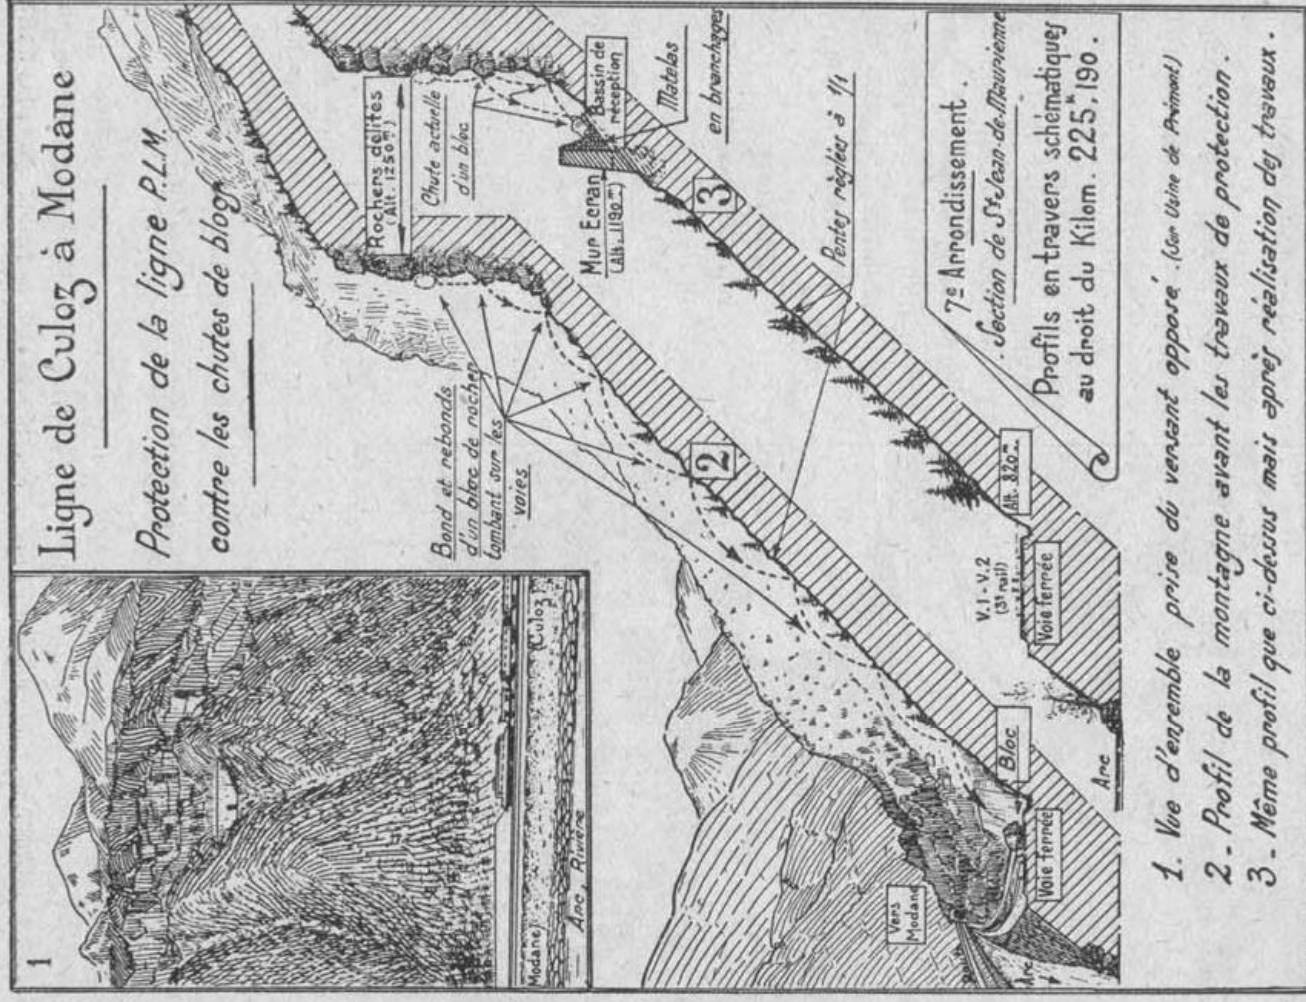 Ligne de Culoz à Modane
Protection de la ligne P.L.M.
contre les chutes de blocs
1
Modane)
(Culoz
Arc, Rivière
Bond et rebonds
d'un bloc de rocher
tombant sur les
voies
Rochers délités
(Alt. 1250m)
Chute actuelle
d'un bloc
Mur Ecran
(Alt. 1190m)
Bassin de
réception
Matelas
en branchages
Pentes réglées à 1/1
2
3
7e Arrondissement.
Section de St Jean-de-Maurienne
Profils en travers schématiques
au droit du Kilom. 225k,190.
Alt. 820m
V.1-V.2
(3e rail)
Voie ferrée
Arc
Bloc
Voie ferrée
Vers
Modane
Arc
1. Vue d'ensemble prise du versant opposé. (Sur Usine de Prémont)
2. Profil de la montagne avant les travaux de protection.
3. Même profil que ci-dessus mais après réalisation des travaux.